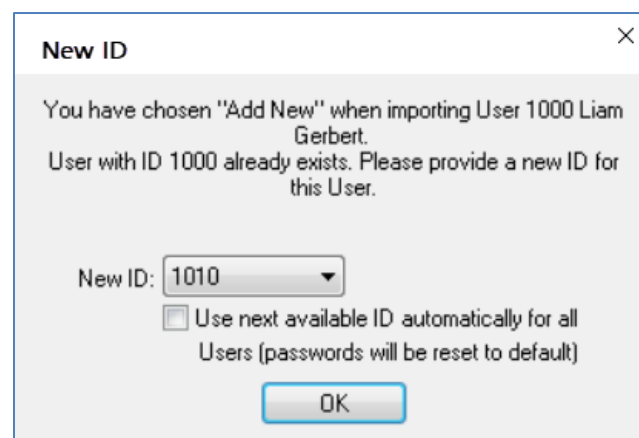 New ID
You have chosen "Add New" when importing User 1000 Liam
Gerbert.
User with ID 1000 already exists. Please provide a new ID for
this User.
New ID: 1010
Use next available ID automatically for all
Users (passwords will be reset to default)
OK